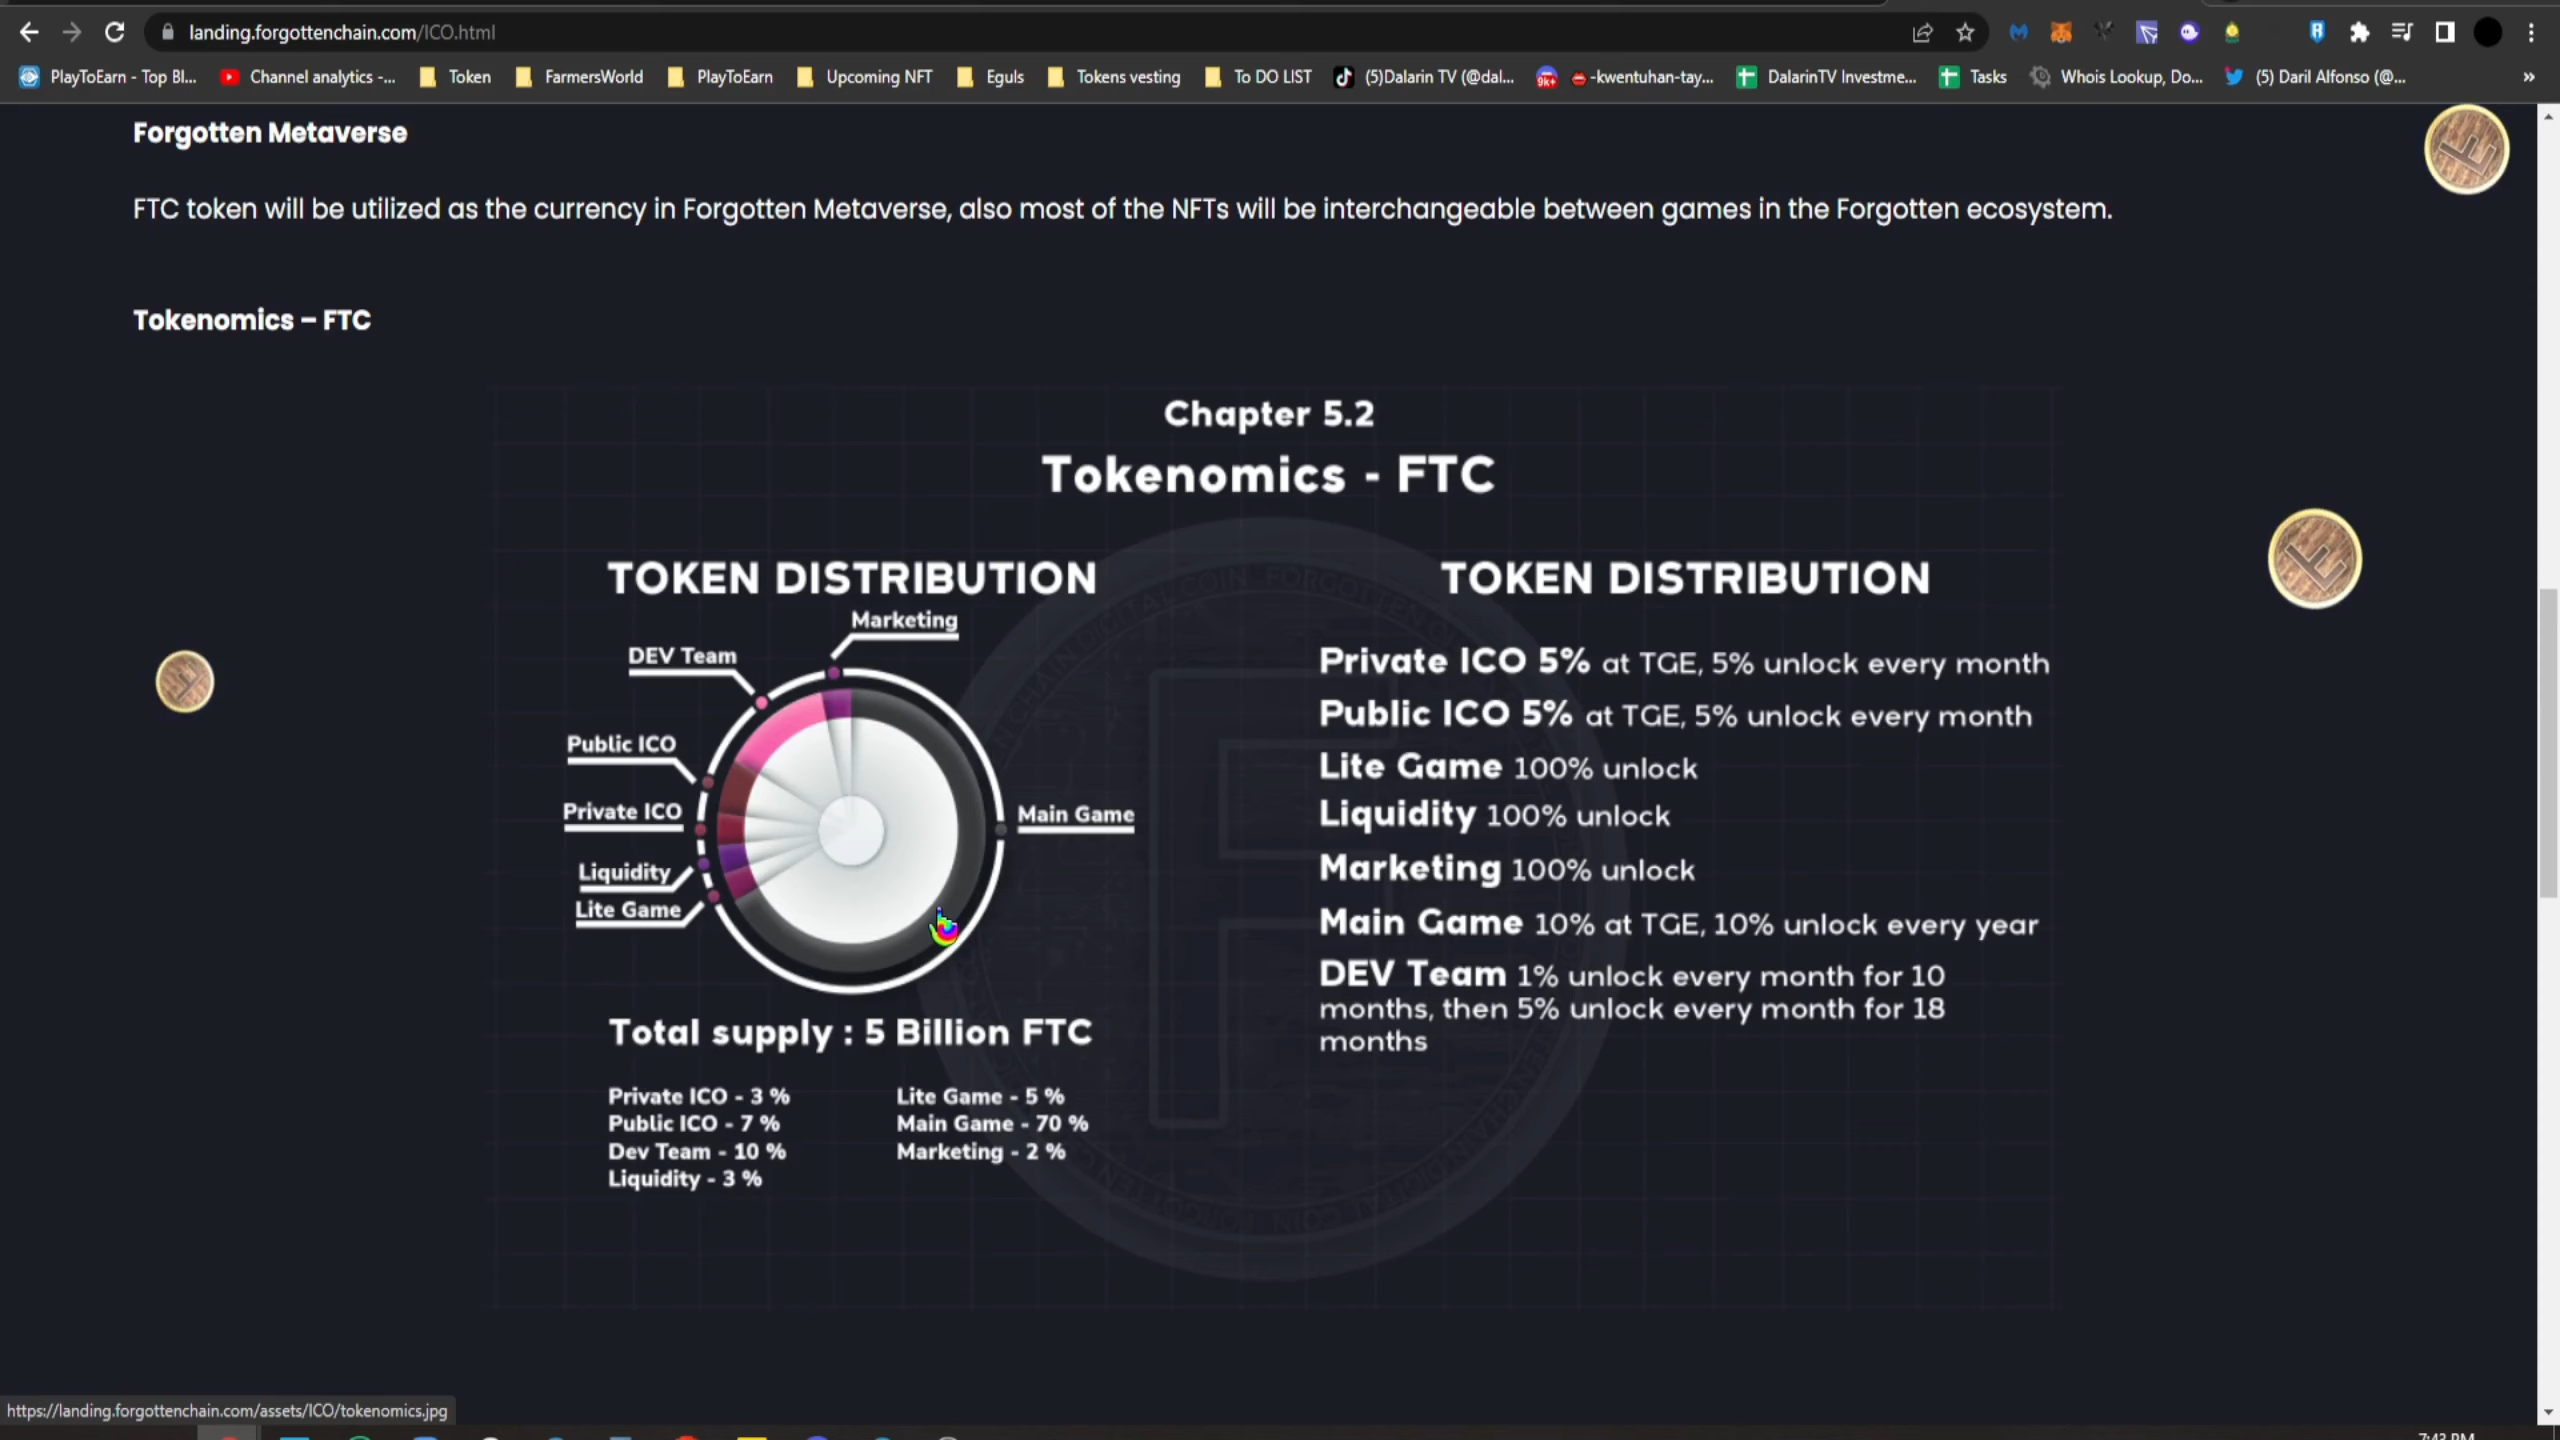 landing.forgottenchain.com/ICO.html
PlayToEarn - Top Bl...
Channel analytics -...
Token
FarmersWorld
PlayToEarn
Upcoming NFT
Eguls
Tokens vesting
To DO LIST
(5)Dalarin TV (@dal...
9K+
-kwentuhan-tay...
DalarinTV Investme...
Tasks
Whois Lookup, Do...
(5) Daril Alfonso (@...
»
Forgotten Metaverse
FTC token will be utilized as the currency in Forgotten Metaverse, also most of the NFTs will be interchangeable between games in the Forgotten ecosystem.
Tokenomics – FTC
Chapter 5.2
Tokenomics - FTC
TOKEN DISTRIBUTION
Marketing
DEV Team
Public ICO
Private ICO
Liquidity
Lite Game
Main Game
Total supply : 5 Billion FTC
Private ICO - 3 %
Public ICO - 7 %
Dev Team - 10 %
Liquidity - 3 %
Lite Game - 5 %
Main Game - 70 %
Marketing - 2 %
TOKEN DISTRIBUTION
Private ICO 5% at TGE, 5% unlock every month
Public ICO 5% at TGE, 5% unlock every month
Lite Game 100% unlock
Liquidity 100% unlock
Marketing 100% unlock
Main Game 10% at TGE, 10% unlock every year
DEV Team 1% unlock every month for 10
months, then 5% unlock every month for 18
months
https://landing.forgottenchain.com/assets/ICO/tokenomics.jpg
7:43 PM